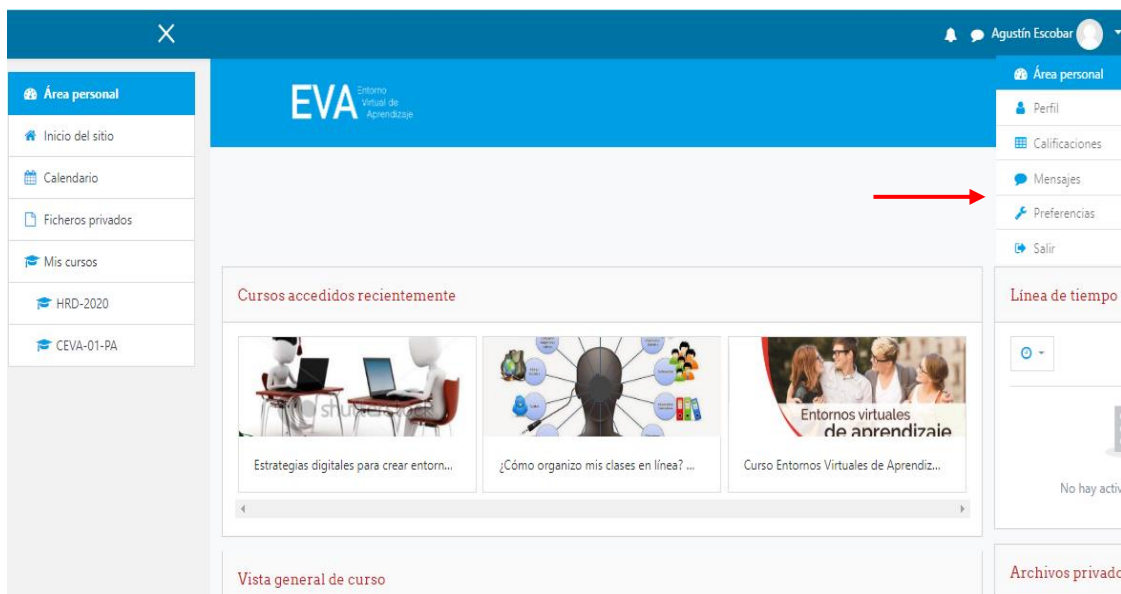 Agustín Escobar
Área personal
Inicio del sitio
Calendario
Ficheros privados
Mis cursos
HRD-2020
CEVA-01-PA
EVA
Entorno
Virtual de
Aprendizaje
Área personal
Perfil
Calificaciones
Mensajes
Preferencias
Salir
Cursos accedidos recientemente
shutterstock
Entornos virtuales
de aprendizaje
Estrategias digitales para crear entorn...
¿Cómo organizo mis clases en línea? ...
Curso Entornos Virtuales de Aprendiz...
Línea de tiempo
No hay activ
Vista general de curso
Archivos privado